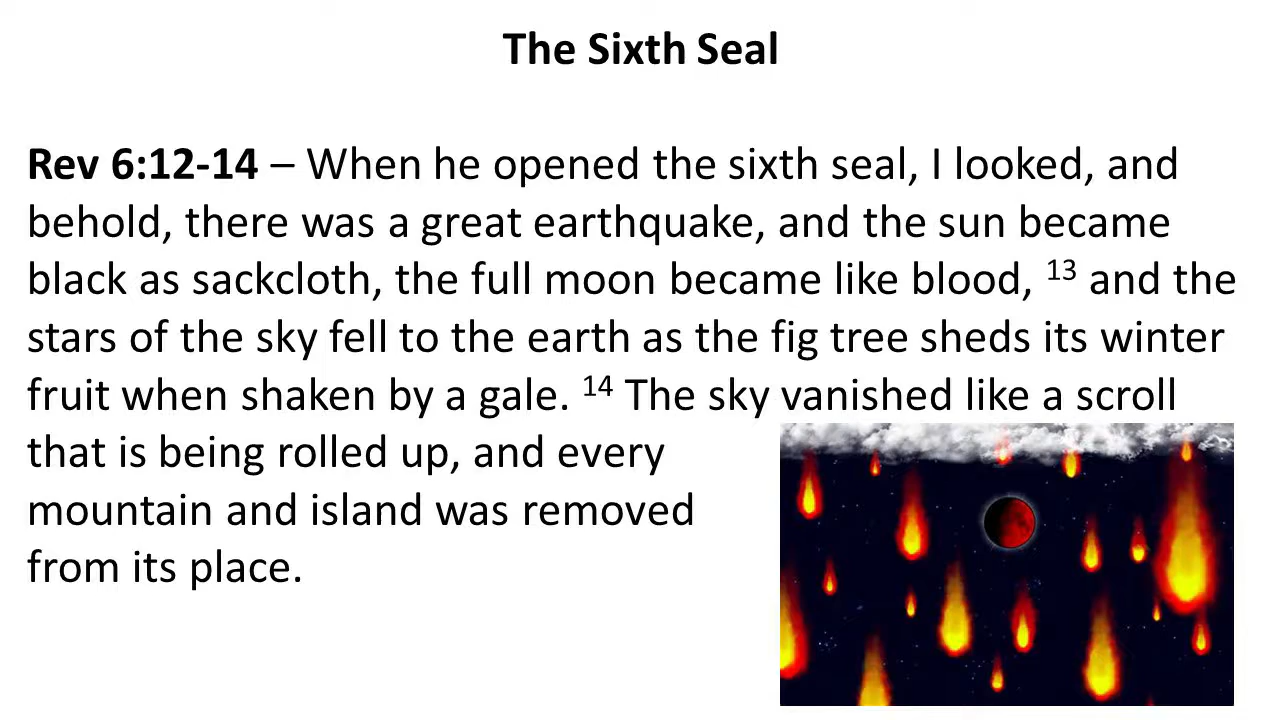 The Sixth Seal
Rev 6:12-14 – When he opened the sixth seal, I looked, and
behold, there was a great earthquake, and the sun became
black as sackcloth, the full moon became like blood, 13 and the
stars of the sky fell to the earth as the fig tree sheds its winter
fruit when shaken by a gale. 14 The sky vanished like a scroll
that is being rolled up, and every
mountain and island was removed
from its place.